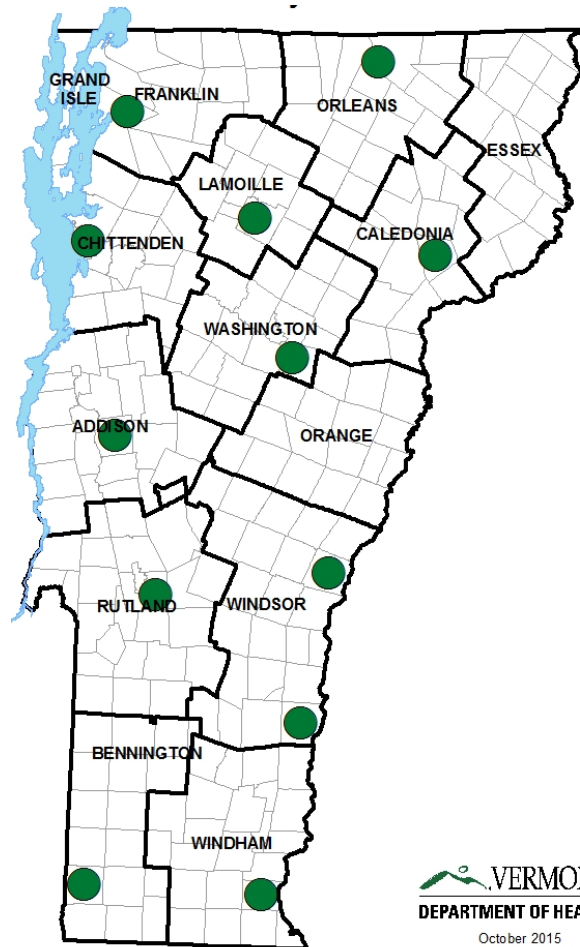 GRAND
ISLE
FRANKLIN
ORLEANS
ESSEX
LAMOILLE
CHITTENDEN
CALEDONIA
WASHINGTON
ADDISON
ORANGE
RUTLAND
WINDSOR
BENNINGTON
WINDHAM
VERMO
DEPARTMENT OF HEA
October 2015